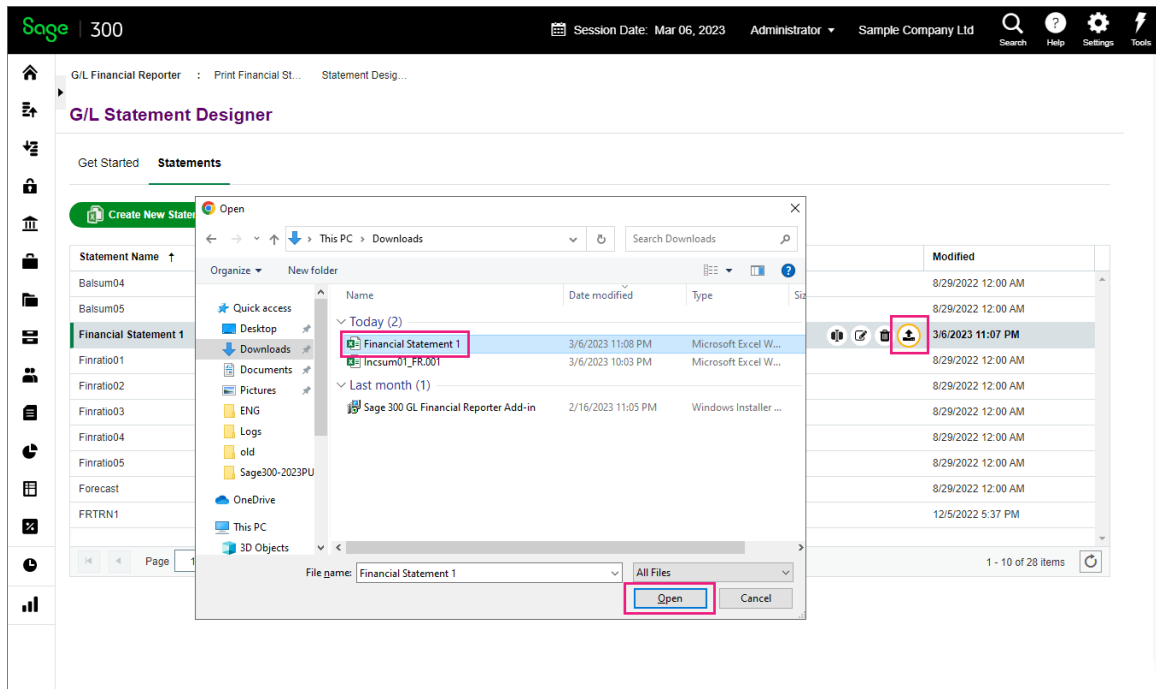 Sage 300 Session Date: Mar 06, 2023 Administrator Sample Company Ltd Search Help Settings Tools
G/L Financial Reporter : Print Financial St... Statement Desig...
G/L Statement Designer
Get Started Statements
Create New Stater
Statement Name Modified
Balsum04 8/29/2022 12:00 AM
Balsum05 8/29/2022 12:00 AM
Financial Statement 1 3/6/2023 11:07 PM
Finratio01 8/29/2022 12:00 AM
Finratio02 8/29/2022 12:00 AM
Finratio03 8/29/2022 12:00 AM
Finratio04 8/29/2022 12:00 AM
Finratio05 8/29/2022 12:00 AM
Forecast 8/29/2022 12:00 AM
FRTRN1 12/5/2022 5:37 PM
Page 1 1 - 10 of 28 items
Open
This PC > Downloads Search Downloads
Organize New folder
Quick access
Desktop
Downloads
Documents
Pictures
ENG
Logs
old
Sage300-2023PU
OneDrive
This PC
3D Objects
Name Date modified Type Siz
Today (2)
Financial Statement 1 3/6/2023 11:08 PM Microsoft Excel W...
Incsum01_FR.001 3/6/2023 10:03 PM Microsoft Excel W...
Last month (1)
Sage 300 GL Financial Reporter Add-in 2/16/2023 11:05 PM Windows Installer ...
File name: Financial Statement 1 All Files
Open Cancel